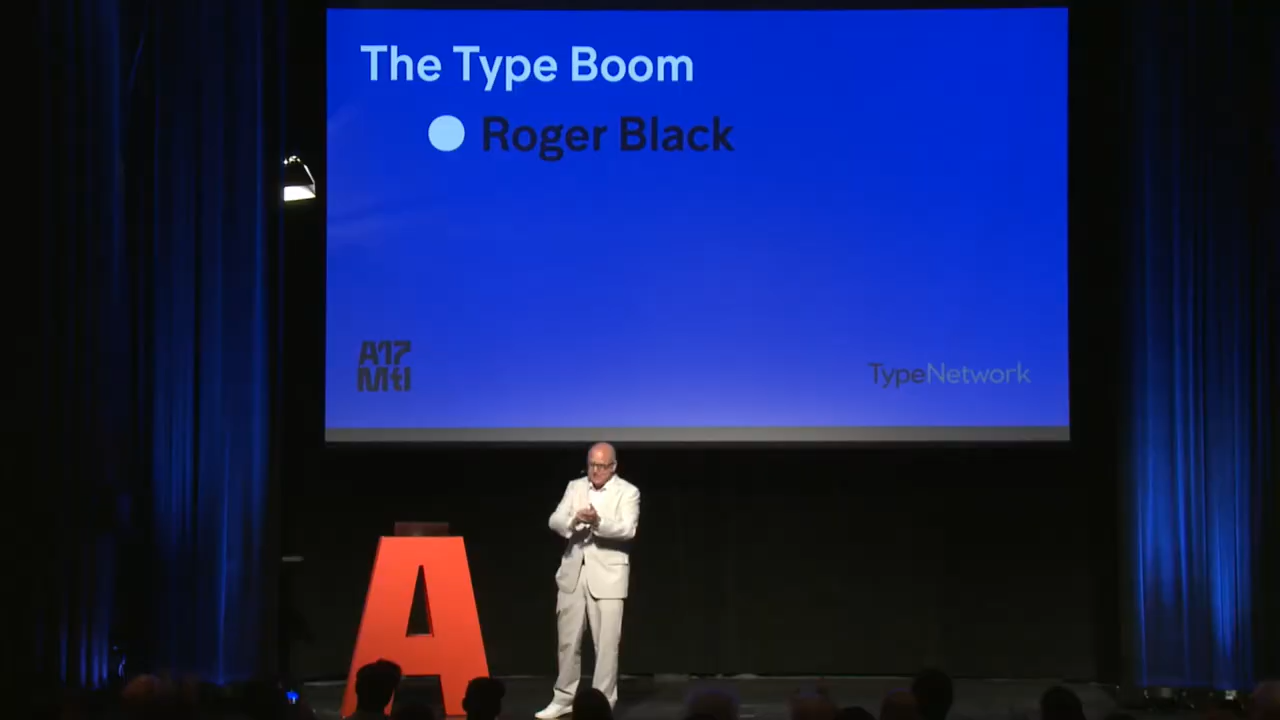 The Type Boom
Roger Black
A17
Mtl
TypeNetwork
A